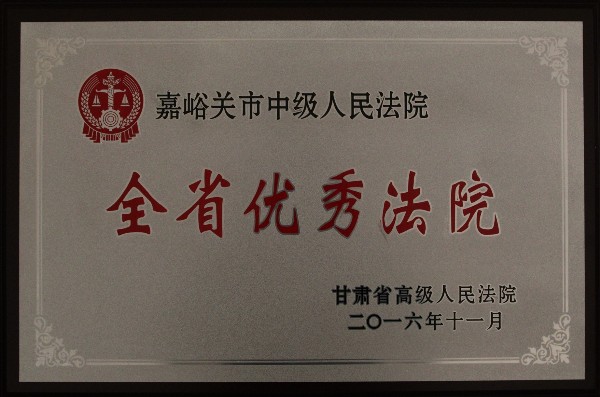 嘉峪关市中级人民法院
全省优秀法院
甘肃省高级人民法院
二〇一六年十一月